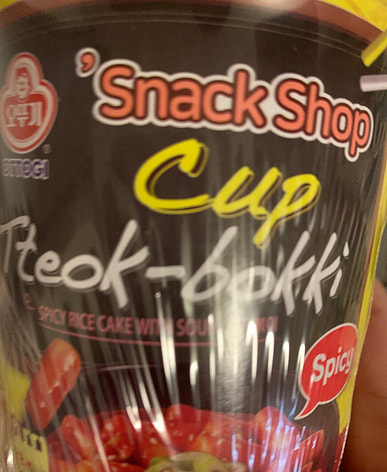 'Snack Shop
오뚜기
OTTOGI
Cup
Tteok-bokki
SPICY RICE CAKE WITH
Spicy